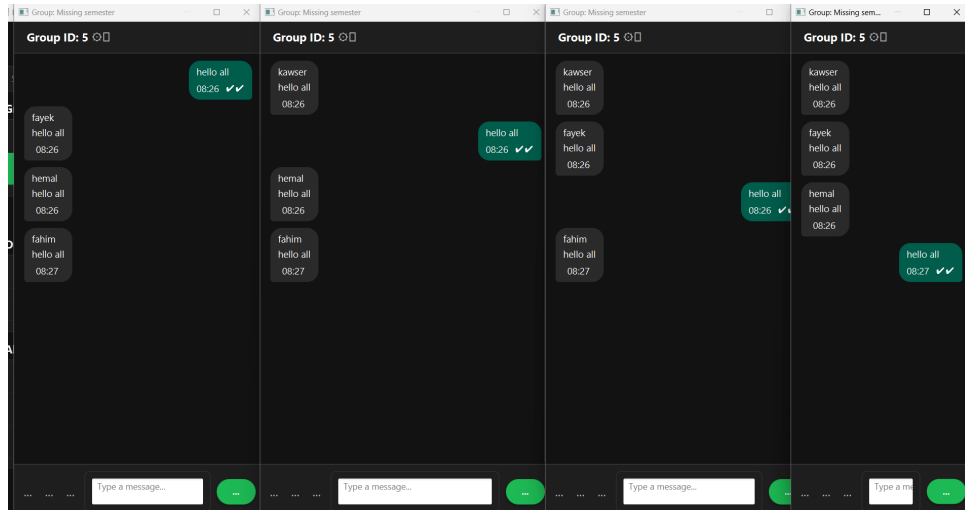 Group: Missing semester
Group ID: 5
hello all
08:26 ✔✔
fayek
hello all
08:26
hemal
hello all
08:26
fahim
hello all
08:27
... ... ...
Type a message...
...
Group: Missing semester
Group ID: 5
kawser
hello all
08:26
hello all
08:26 ✔✔
hemal
hello all
08:26
fahim
hello all
08:27
... ... ...
Type a message...
...
Group: Missing semester
Group ID: 5
kawser
hello all
08:26
fayek
hello all
08:26
hello all
08:26 ✔✔
fahim
hello all
08:27
... ... ...
Type a message...
...
Group: Missing sem...
Group ID: 5
kawser
hello all
08:26
fayek
hello all
08:26
hemal
hello all
08:26
hello all
08:27 ✔✔
... ... ...
Type a me
...